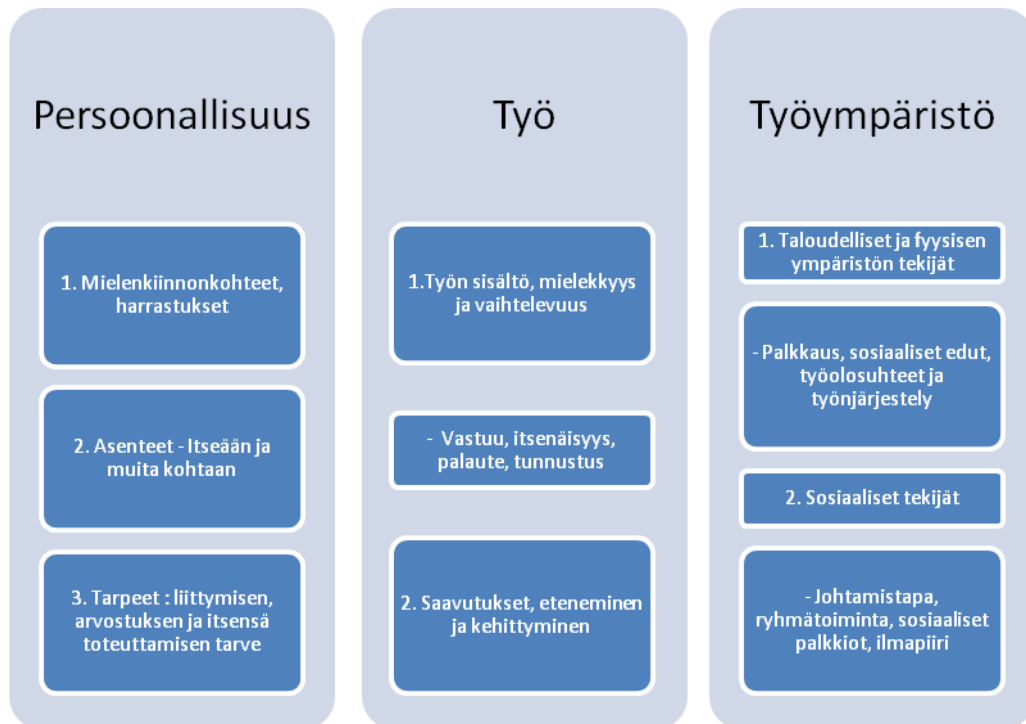 Persoonallisuus
1. Mielenkiinnonkohteet,
harrastukset
2. Asenteet - Itseään ja
muita kohtaan
3. Tarpeet : liittymisen,
arvostuksen ja itsensä
toteuttamisen tarve
Työ
1.Työn sisältö, mielekkyys
ja vaihtelevuus
- Vastuu, itsenäisyys,
palaute, tunnustus
2. Saavutukset, eteneminen
ja kehittyminen
Työympäristö
1. Taloudelliset ja fyysisen
ympäristön tekijät
- Palkkaus, sosiaaliset edut,
työolosuhteet ja
työnjärjestely
2. Sosiaaliset tekijät
- Johtamistapa,
ryhmätoiminta, sosiaaliset
palkkiot, ilmapiiri